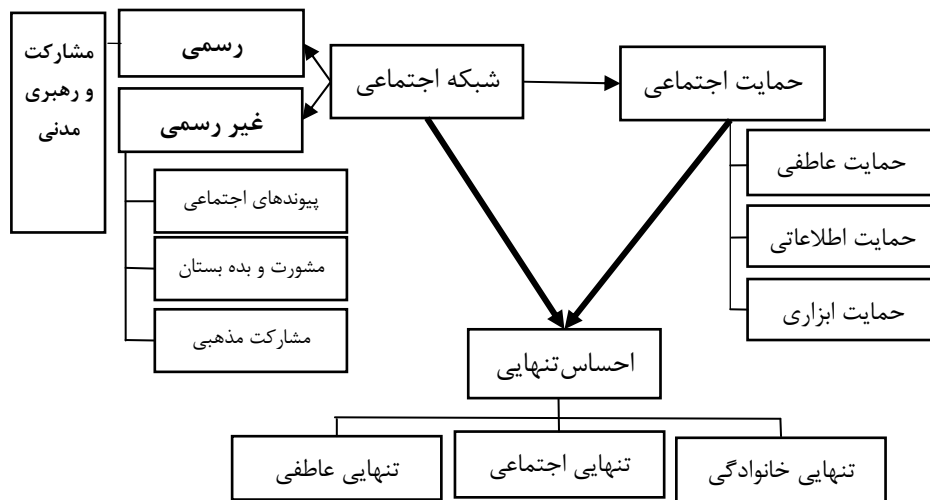 حمایت اجتماعی
شبکه اجتماعی
رسمی
مشارکت
و رهبری
مدنی
غیر رسمی
حمایت عاطفی
حمایت اطلاعاتی
حمایت ابزاری
پیوندهای اجتماعی
مشورت و بده بستان
مشارکت مذهبی
احساس تنهایی
تنهایی خانوادگی
تنهایی اجتماعی
تنهایی عاطفی